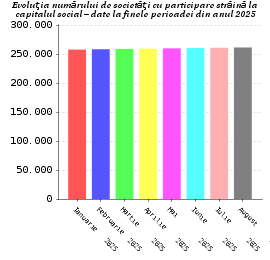 Evoluția numărului de societăți cu participare străină la
capitalul social – date la finele perioadei din anul 2025
300.000
250.000
200.000
150.000
100.000
50.000
0
Ianuarie 2025
Februarie 2025
Martie 2025
Aprilie 2025
Mai 2025
Iunie 2025
Iulie 2025
August 2025